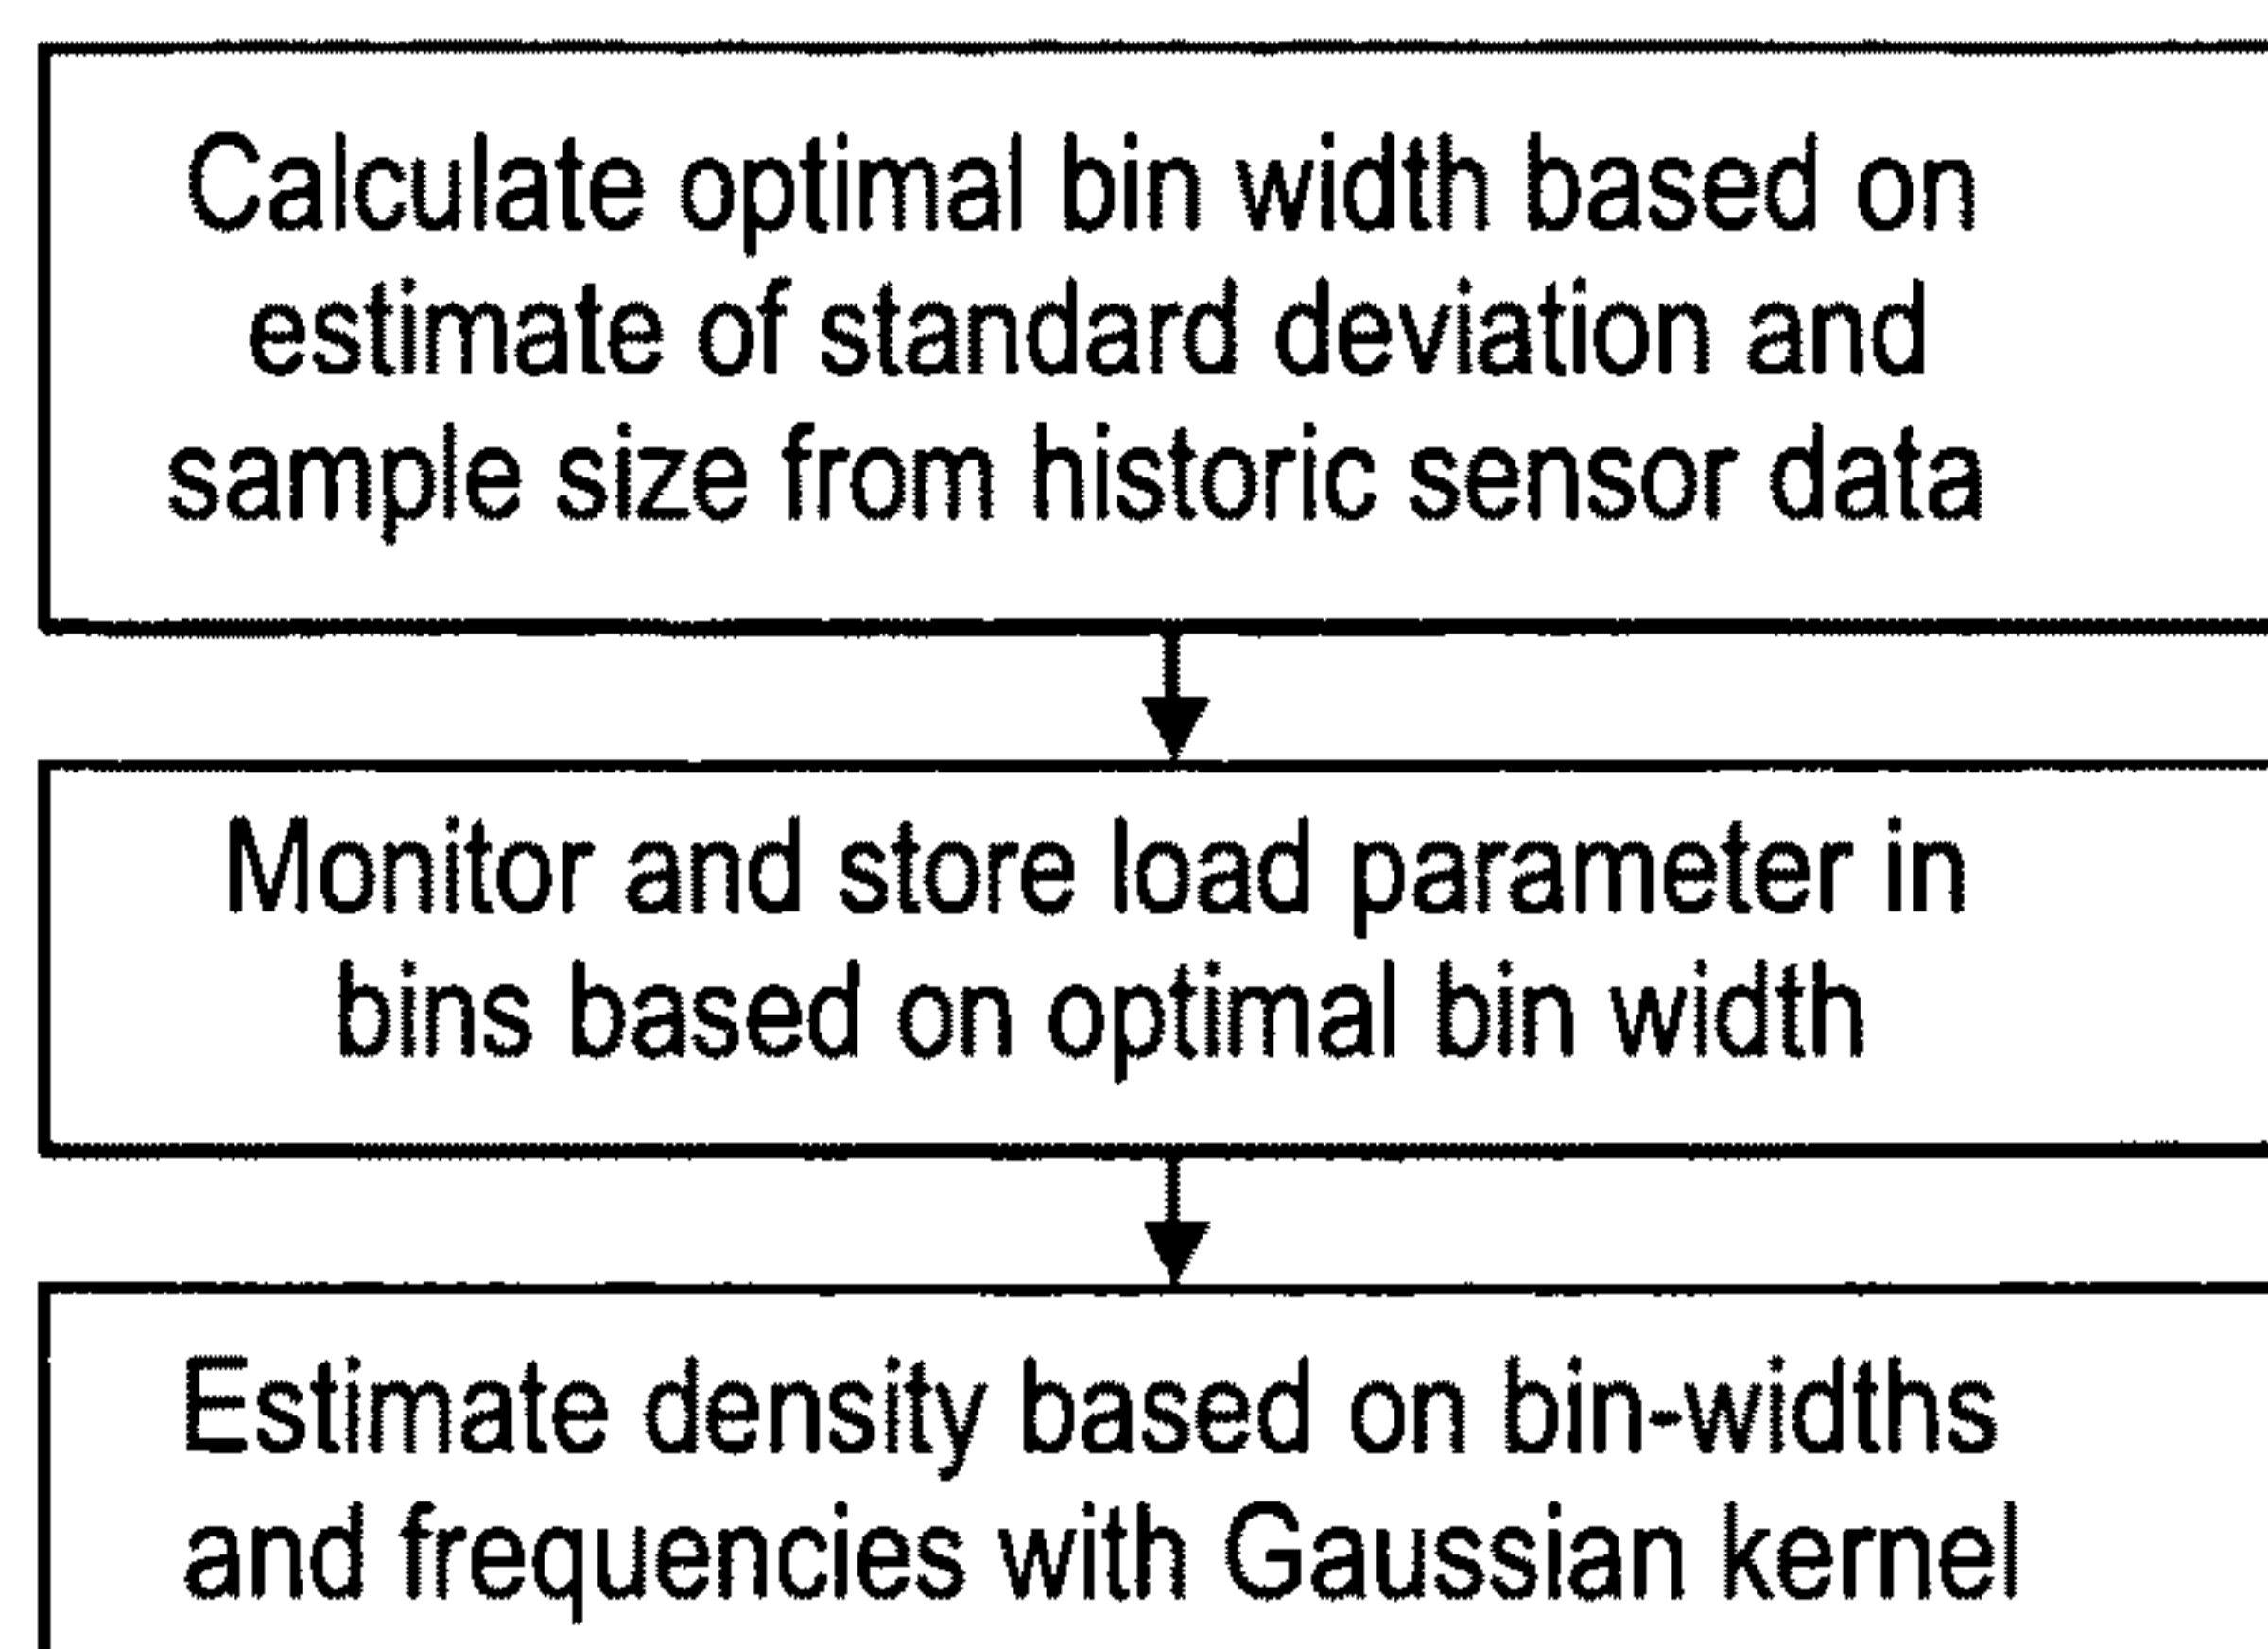 Calculate optimal bin width based on
estimate of standard deviation and
sample size from historic sensor data
Monitor and store load parameter in
bins based on optimal bin width
Estimate density based on bin-widths
and frequencies with Gaussian kernel